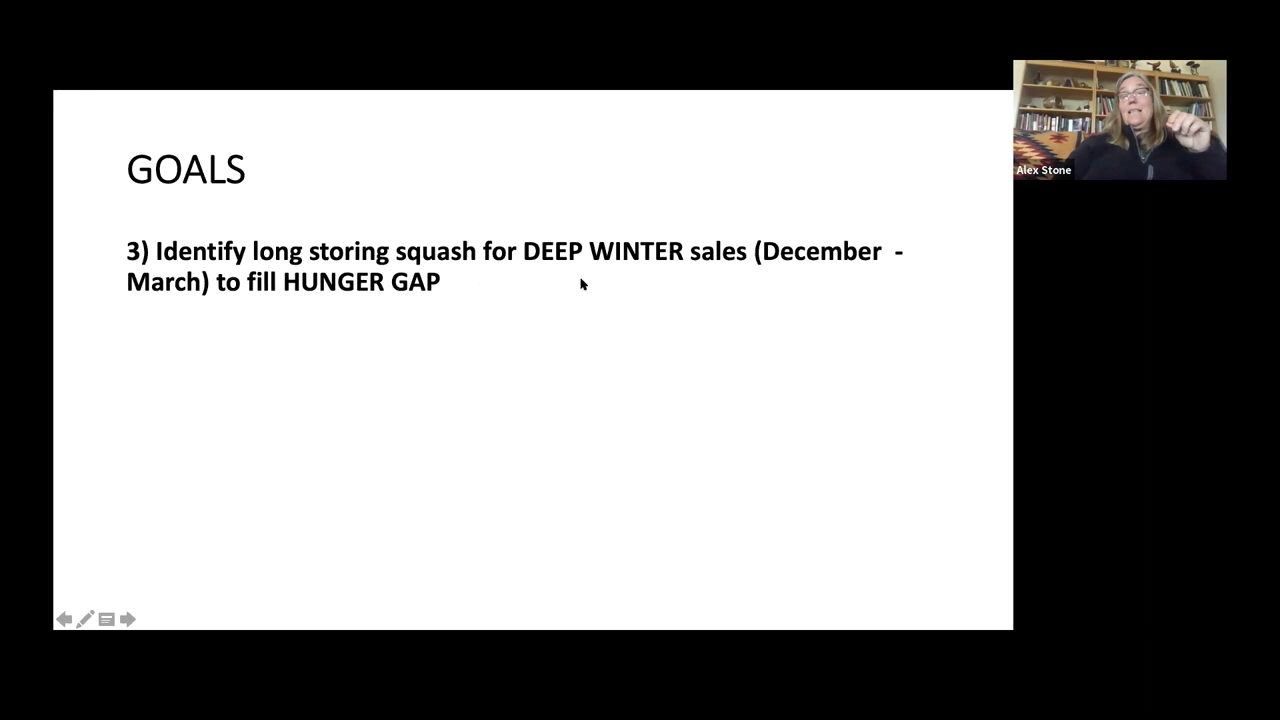 GOALS
3) Identify long storing squash for DEEP WINTER sales (December  -
March) to fill HUNGER GAP
Alex Stone